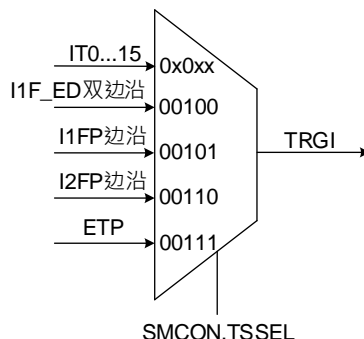 IT0...15
0x0xx
I1F_ED双边沿
00100
I1FP边沿
00101
TRGI
I2FP边沿
00110
ETP
00111
SMCON.TSSEL